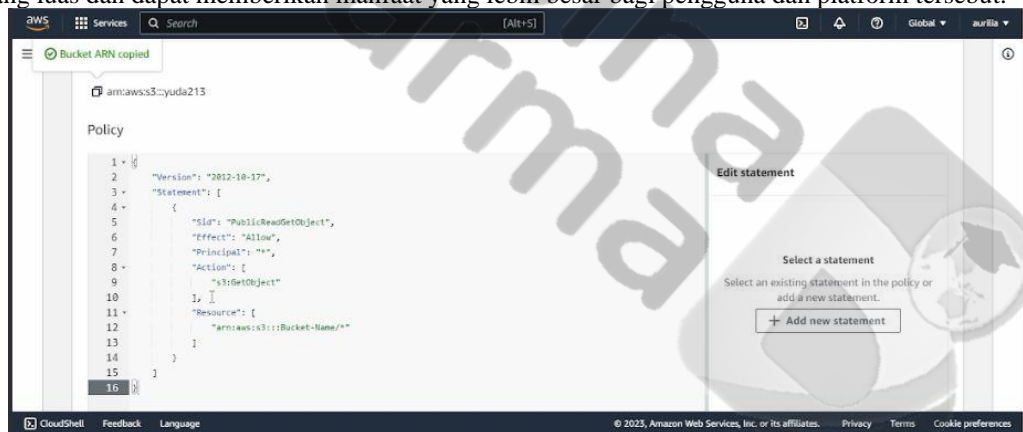 ng luas dan dapat memberikan manfaat yang lebih besar bagi pengguna dan platform tersebut.
aws Services Search [Alt+S] Global aurilia
Bucket ARN copied
arn:aws:s3:::yuda213
Policy
1 {
2 "Version": "2012-10-17",
3 "Statement": [
4 {
5 "Sid": "PublicReadGetObject",
6 "Effect": "Allow",
7 "Principal": "*",
8 "Action": [
9 "s3:GetObject"
10 ],
11 "Resource": [
12 "arn:aws:s3:::Bucket-Name/*"
13 ]
14 }
15 ]
16 }
Edit statement
Select a statement
Select an existing statement in the policy or
add a new statement.
+ Add new statement
CloudShell Feedback Language © 2023, Amazon Web Services, Inc. or its affiliates. Privacy Terms Cookie preferences